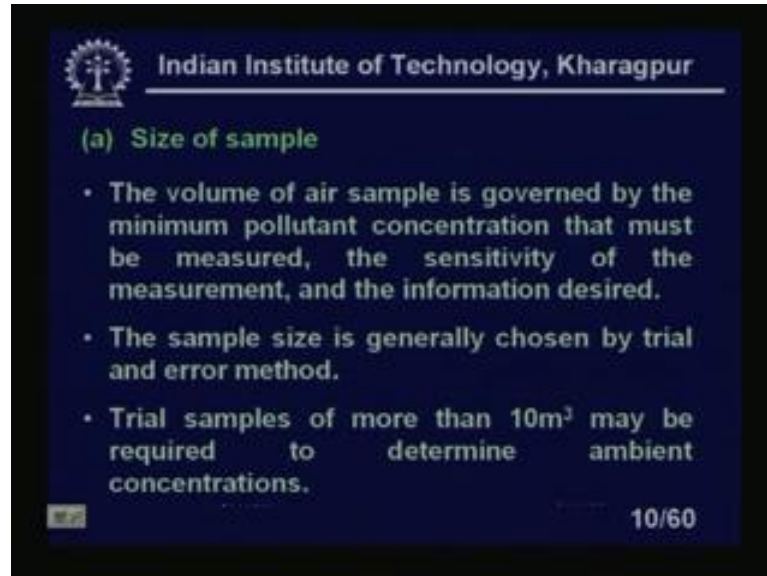 Indian Institute of Technology, Kharagpur
(a) Size of sample
• The volume of air sample is governed by the
minimum pollutant concentration that must
be measured, the sensitivity of the
measurement, and the information desired.
• The sample size is generally chosen by trial
and error method.
• Trial samples of more than 10m³ may be
required to determine ambient
concentrations.
10/60